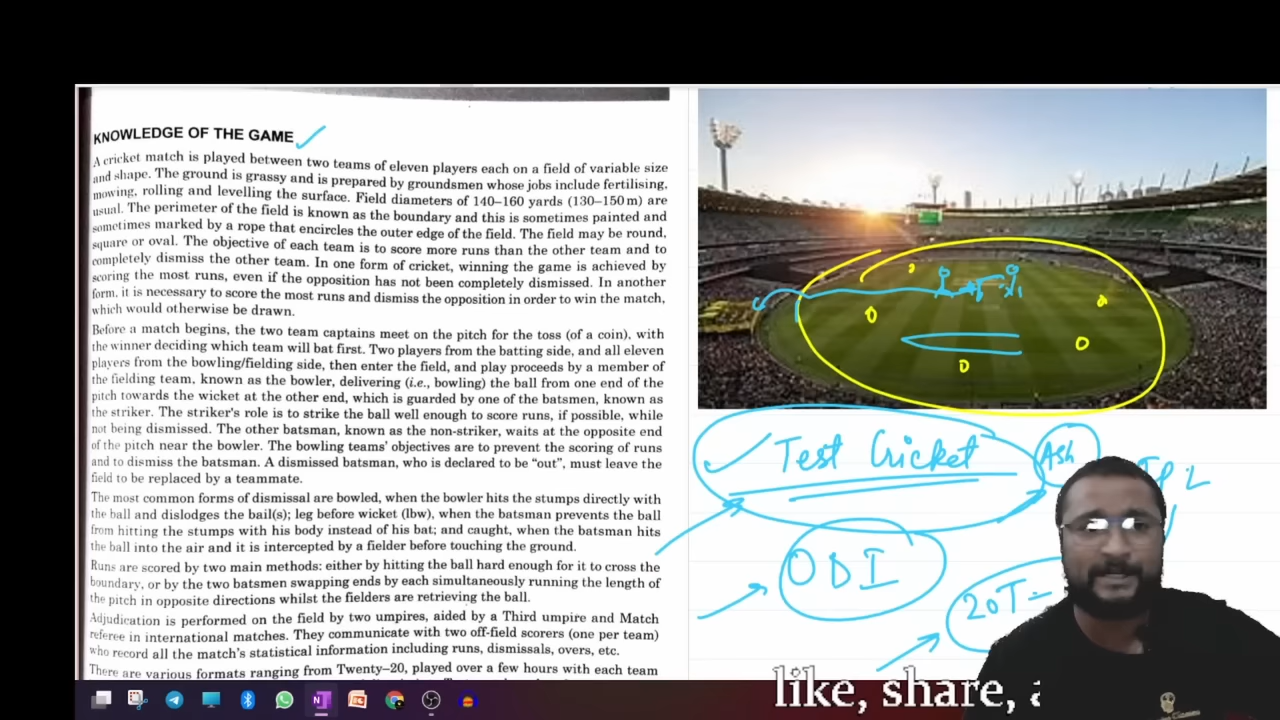 KNOWLEDGE OF THE GAME
A cricket match is played between two teams of eleven players each on a field of variable size
and shape. The ground is grassy and is prepared by groundsmen whose jobs include fertilising,
mowing, rolling and levelling the surface. Field diameters of 140–160 yards (130–150 m) are
usual. The perimeter of the field is known as the boundary and this is sometimes painted and
sometimes marked by a rope that encircles the outer edge of the field. The field may be round,
square or oval. The objective of each team is to score more runs than the other team and to
completely dismiss the other team. In one form of cricket, winning the game is achieved by
scoring the most runs, even if the opposition has not been completely dismissed. In another
form, it is necessary to score the most runs and dismiss the opposition in order to win the match,
which would otherwise be drawn.
Before a match begins, the two team captains meet on the pitch for the toss (of a coin), with
the winner deciding which team will bat first. Two players from the batting side, and all eleven
players from the bowling/fielding side, then enter the field, and play proceeds by a member of
the fielding team, known as the bowler, delivering (i.e., bowling) the ball from one end of the
pitch towards the wicket at the other end, which is guarded by one of the batsmen, known as
the striker. The striker's role is to strike the ball well enough to score runs, if possible, while
not being dismissed. The other batsman, known as the non-striker, waits at the opposite end
of the pitch near the bowler. The bowling teams' objectives are to prevent the scoring of runs
and to dismiss the batsman. A dismissed batsman, who is declared to be "out", must leave the
field to be replaced by a teammate.
The most common forms of dismissal are bowled, when the bowler hits the stumps directly with
the ball and dislodges the bail(s); leg before wicket (lbw), when the batsman prevents the ball
from hitting the stumps with his body instead of his bat; and caught, when the batsman hits
the ball into the air and it is intercepted by a fielder before touching the ground.
Runs are scored by two main methods: either by hitting the ball hard enough for it to cross the
boundary, or by the two batsmen swapping ends by each simultaneously running the length of
the pitch in opposite directions whilst the fielders are retrieving the ball.
Adjudication is performed on the field by two umpires, aided by a Third umpire and Match
referee in international matches. They communicate with two off-field scorers (one per team)
who record all the match's statistical information including runs, dismissals, overs, etc.
There are various formats ranging from Twenty–20, played over a few hours with each team
Test Cricket
Ash
ODI
20T-
like, share, a